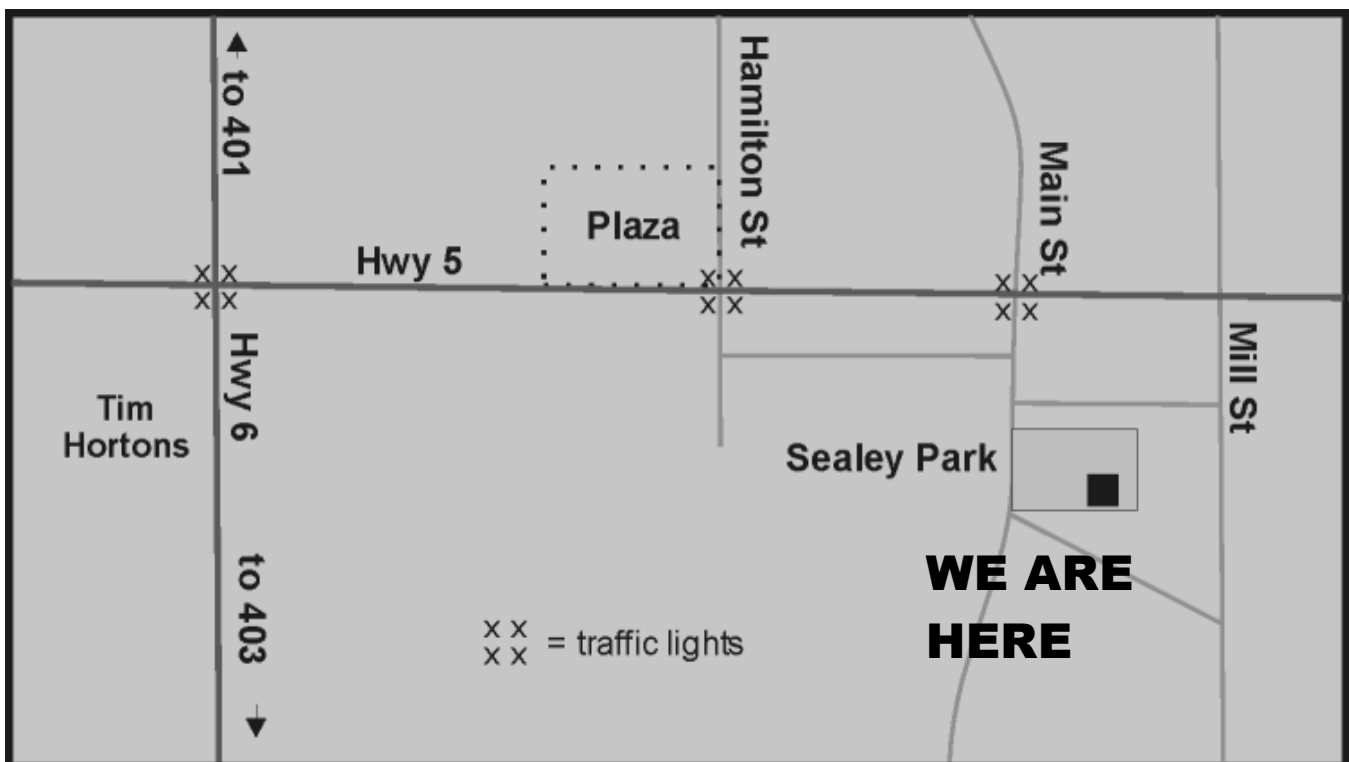 to 401
Hamilton St
Main St
Plaza
Hwy 5
x x
x x
x x
x x
x x
x x
Hwy 6
Mill St
Tim
Hortons
Sealey Park
to 403
WE ARE
HERE
x x
x x = traffic lights